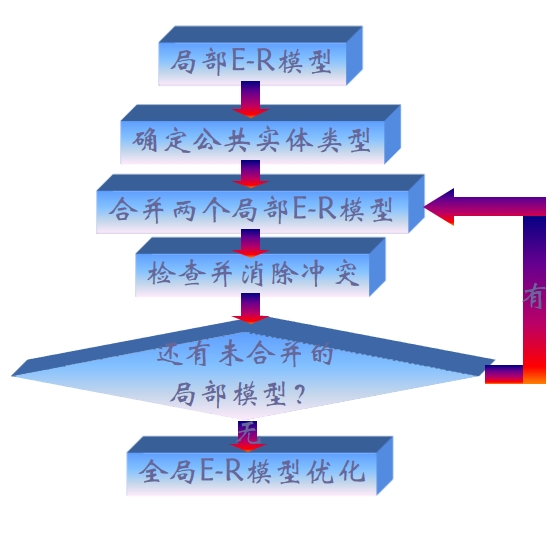 局部E-R模型
确定公共实体类型
合并两个局部E-R模型
检查并消除冲突
有
还有未合并的
局部模型？
无
全局E-R模型优化